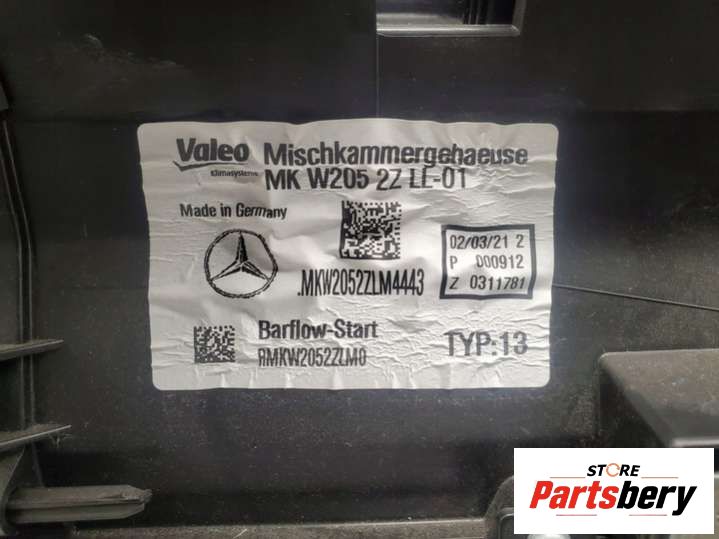 Valeo Mischkammergehaeuse
Klimasysteme MK W205 2Z LL-01
Made in Germany
02/03/21 2
P 000912
Z 0311781
.MKW2052ZLM4443
Barflow-Start
RMKW2052ZLM0
TYP:13
STORE
Partsbery